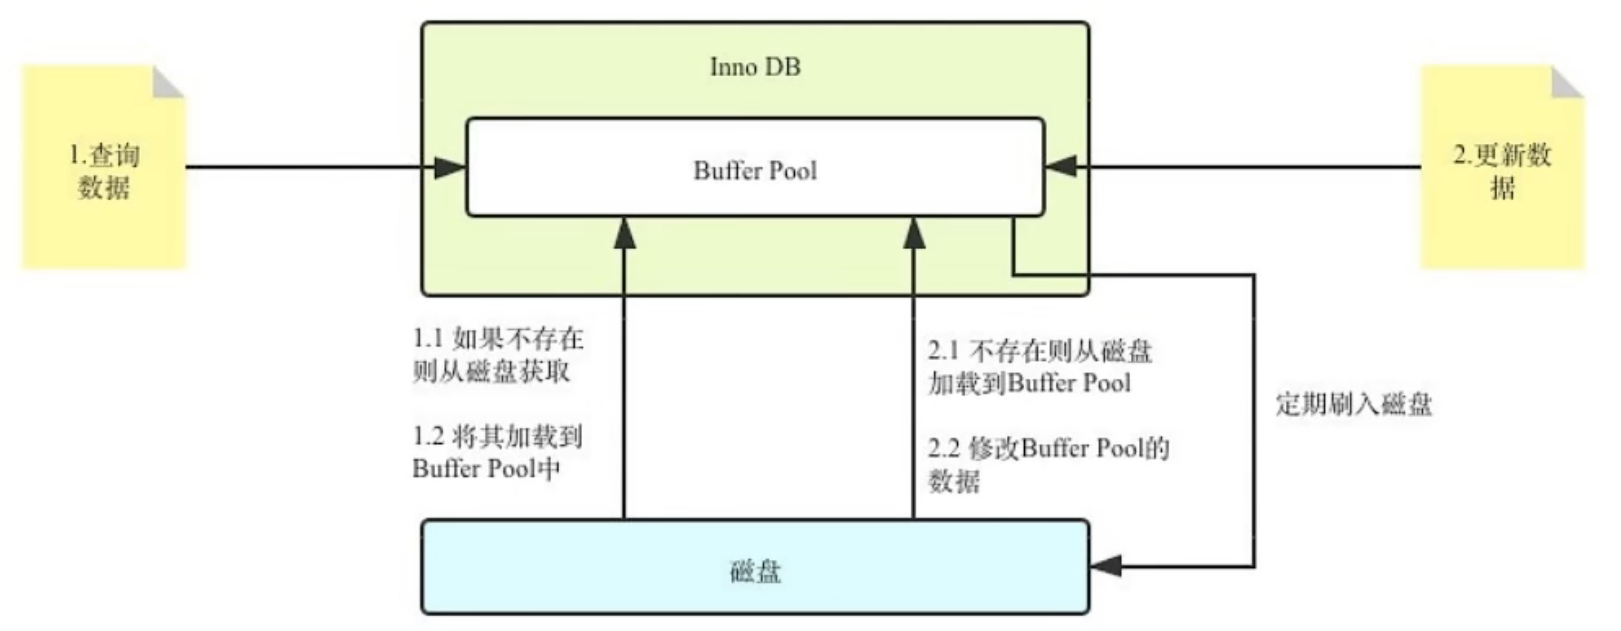 Inno DB
1.查询
数据
Buffer Pool
2.更新数
据
1.1 如果不存在
则从磁盘获取
1.2 将其加载到
Buffer Pool中
2.1 不存在则从磁盘
加载到Buffer Pool
2.2 修改Buffer Pool的
数据
定期刷入磁盘
磁盘